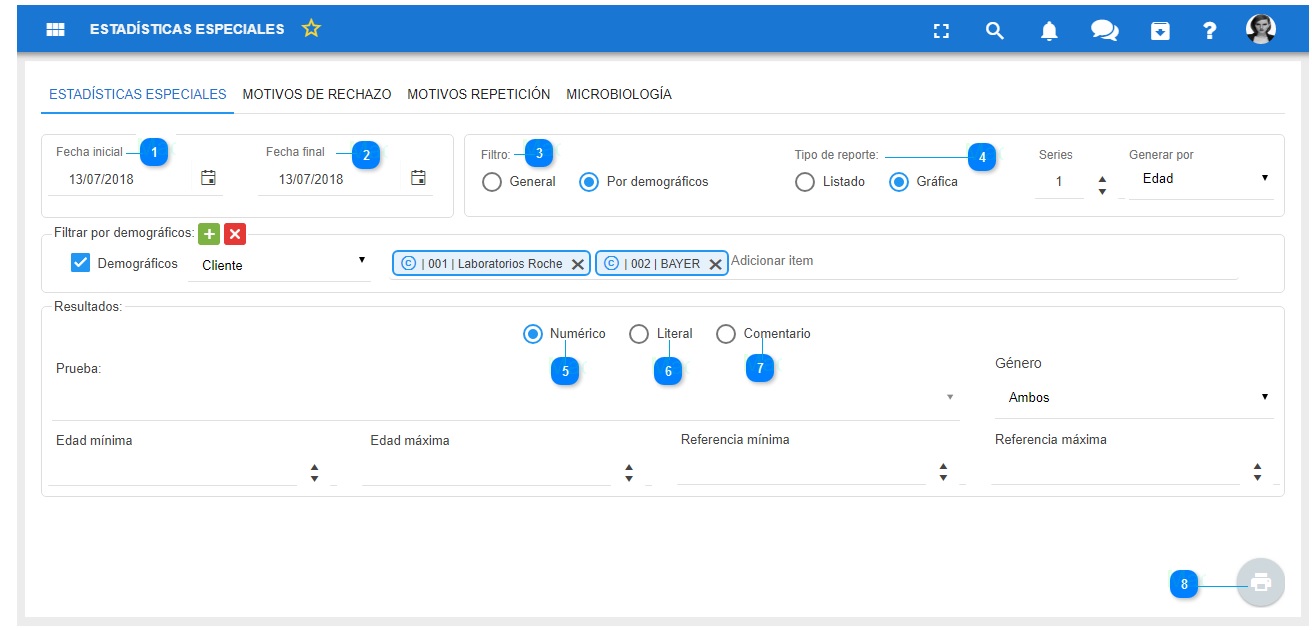 ESTADÍSTICAS ESPECIALES
?
ESTADÍSTICAS ESPECIALES MOTIVOS DE RECHAZO MOTIVOS REPETICIÓN MICROBIOLOGÍA
Fecha inicial 1 Fecha final 2 Filtro: 3 Tipo de reporte: 4 Series Generar por
13/07/2018 13/07/2018 General Por demográficos Listado Gráfica 1 Edad
Filtrar por demográficos:
Demográficos Cliente © | 001 | Laboratorios Roche © | 002 | BAYER Adicionar item
Resultados:
Numérico Literal Comentario
5 6 7
Prueba: Género
Ambos
Edad mínima Edad máxima Referencia mínima Referencia máxima
8